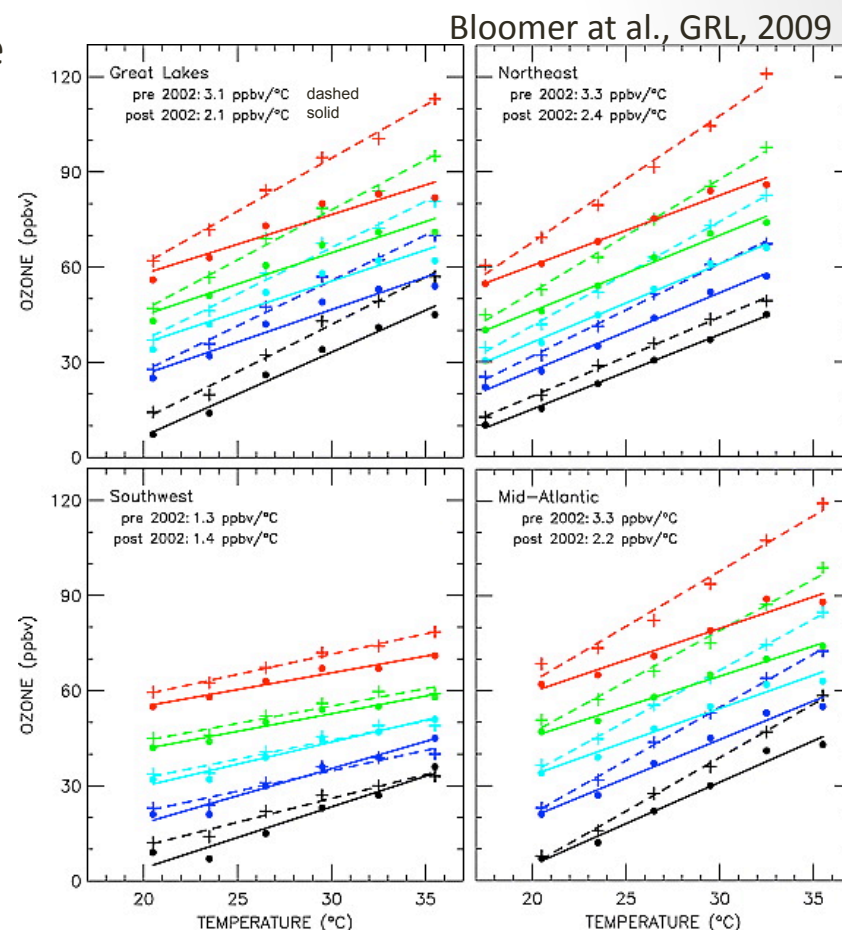 Bloomer at al., GRL, 2009
e
Great Lakes
pre 2002: 3.1 ppbv/°C dashed
post 2002: 2.1 ppbv/°C solid
Northeast
pre 2002: 3.3 ppbv/°C
post 2002: 2.4 ppbv/°C
120
90
60
30
0
OZONE (ppbv)
Southwest
pre 2002: 1.3 ppbv/°C
post 2002: 1.4 ppbv/°C
Mid-Atlantic
pre 2002: 3.3 ppbv/°C
post 2002: 2.2 ppbv/°C
120
90
60
30
0
OZONE (ppbv)
20 25 30 35
20 25 30 35
TEMPERATURE (°C)
TEMPERATURE (°C)